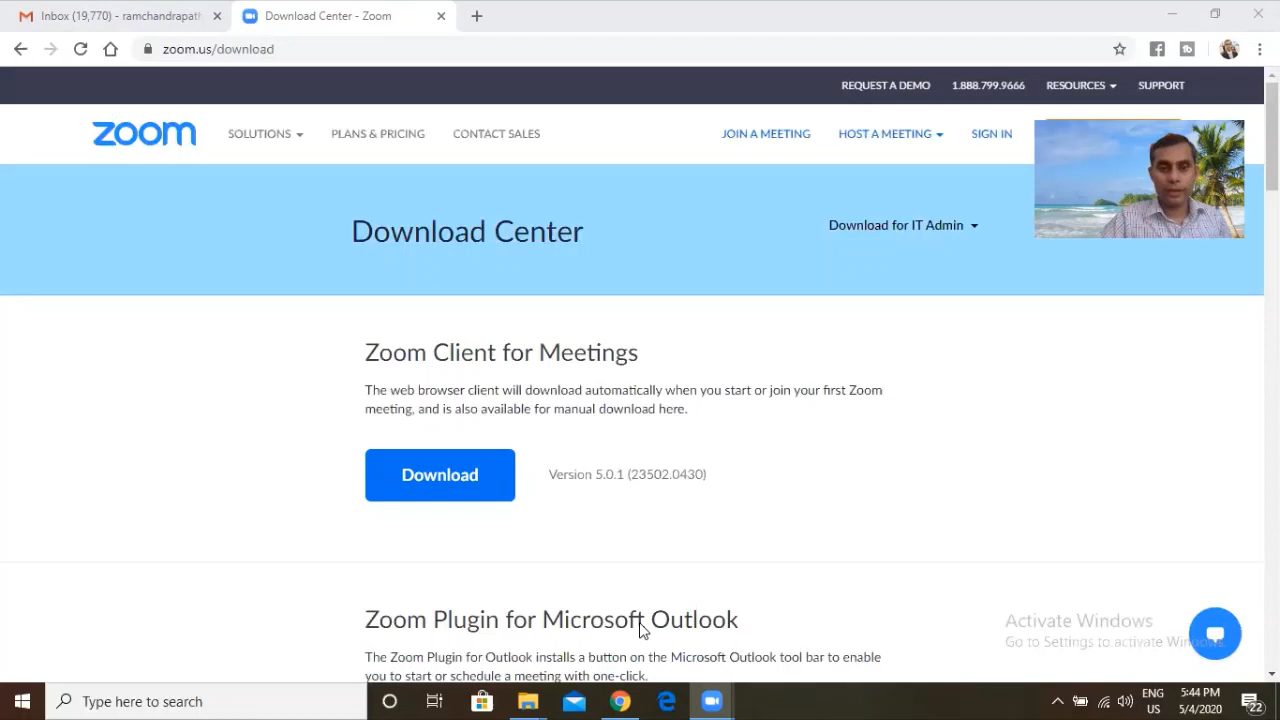 Inbox (19,770) - ramchandrapath
Download Center - Zoom
zoom.us/download
REQUEST A DEMO 1.888.799.9666 RESOURCES SUPPORT
zoom SOLUTIONS PLANS & PRICING CONTACT SALES JOIN A MEETING HOST A MEETING SIGN IN
Download Center
Download for IT Admin
Zoom Client for Meetings
The web browser client will download automatically when you start or join your first Zoom
meeting, and is also available for manual download here.
Download
Version 5.0.1 (23502.0430)
Zoom Plugin for Microsoft Outlook
The Zoom Plugin for Outlook installs a button on the Microsoft Outlook tool bar to enable
you to start or schedule a meeting with one-click.
Activate Windows
Go to Settings to activate Windows.
Type here to search
ENG
US
5:44 PM
5/4/2020
22